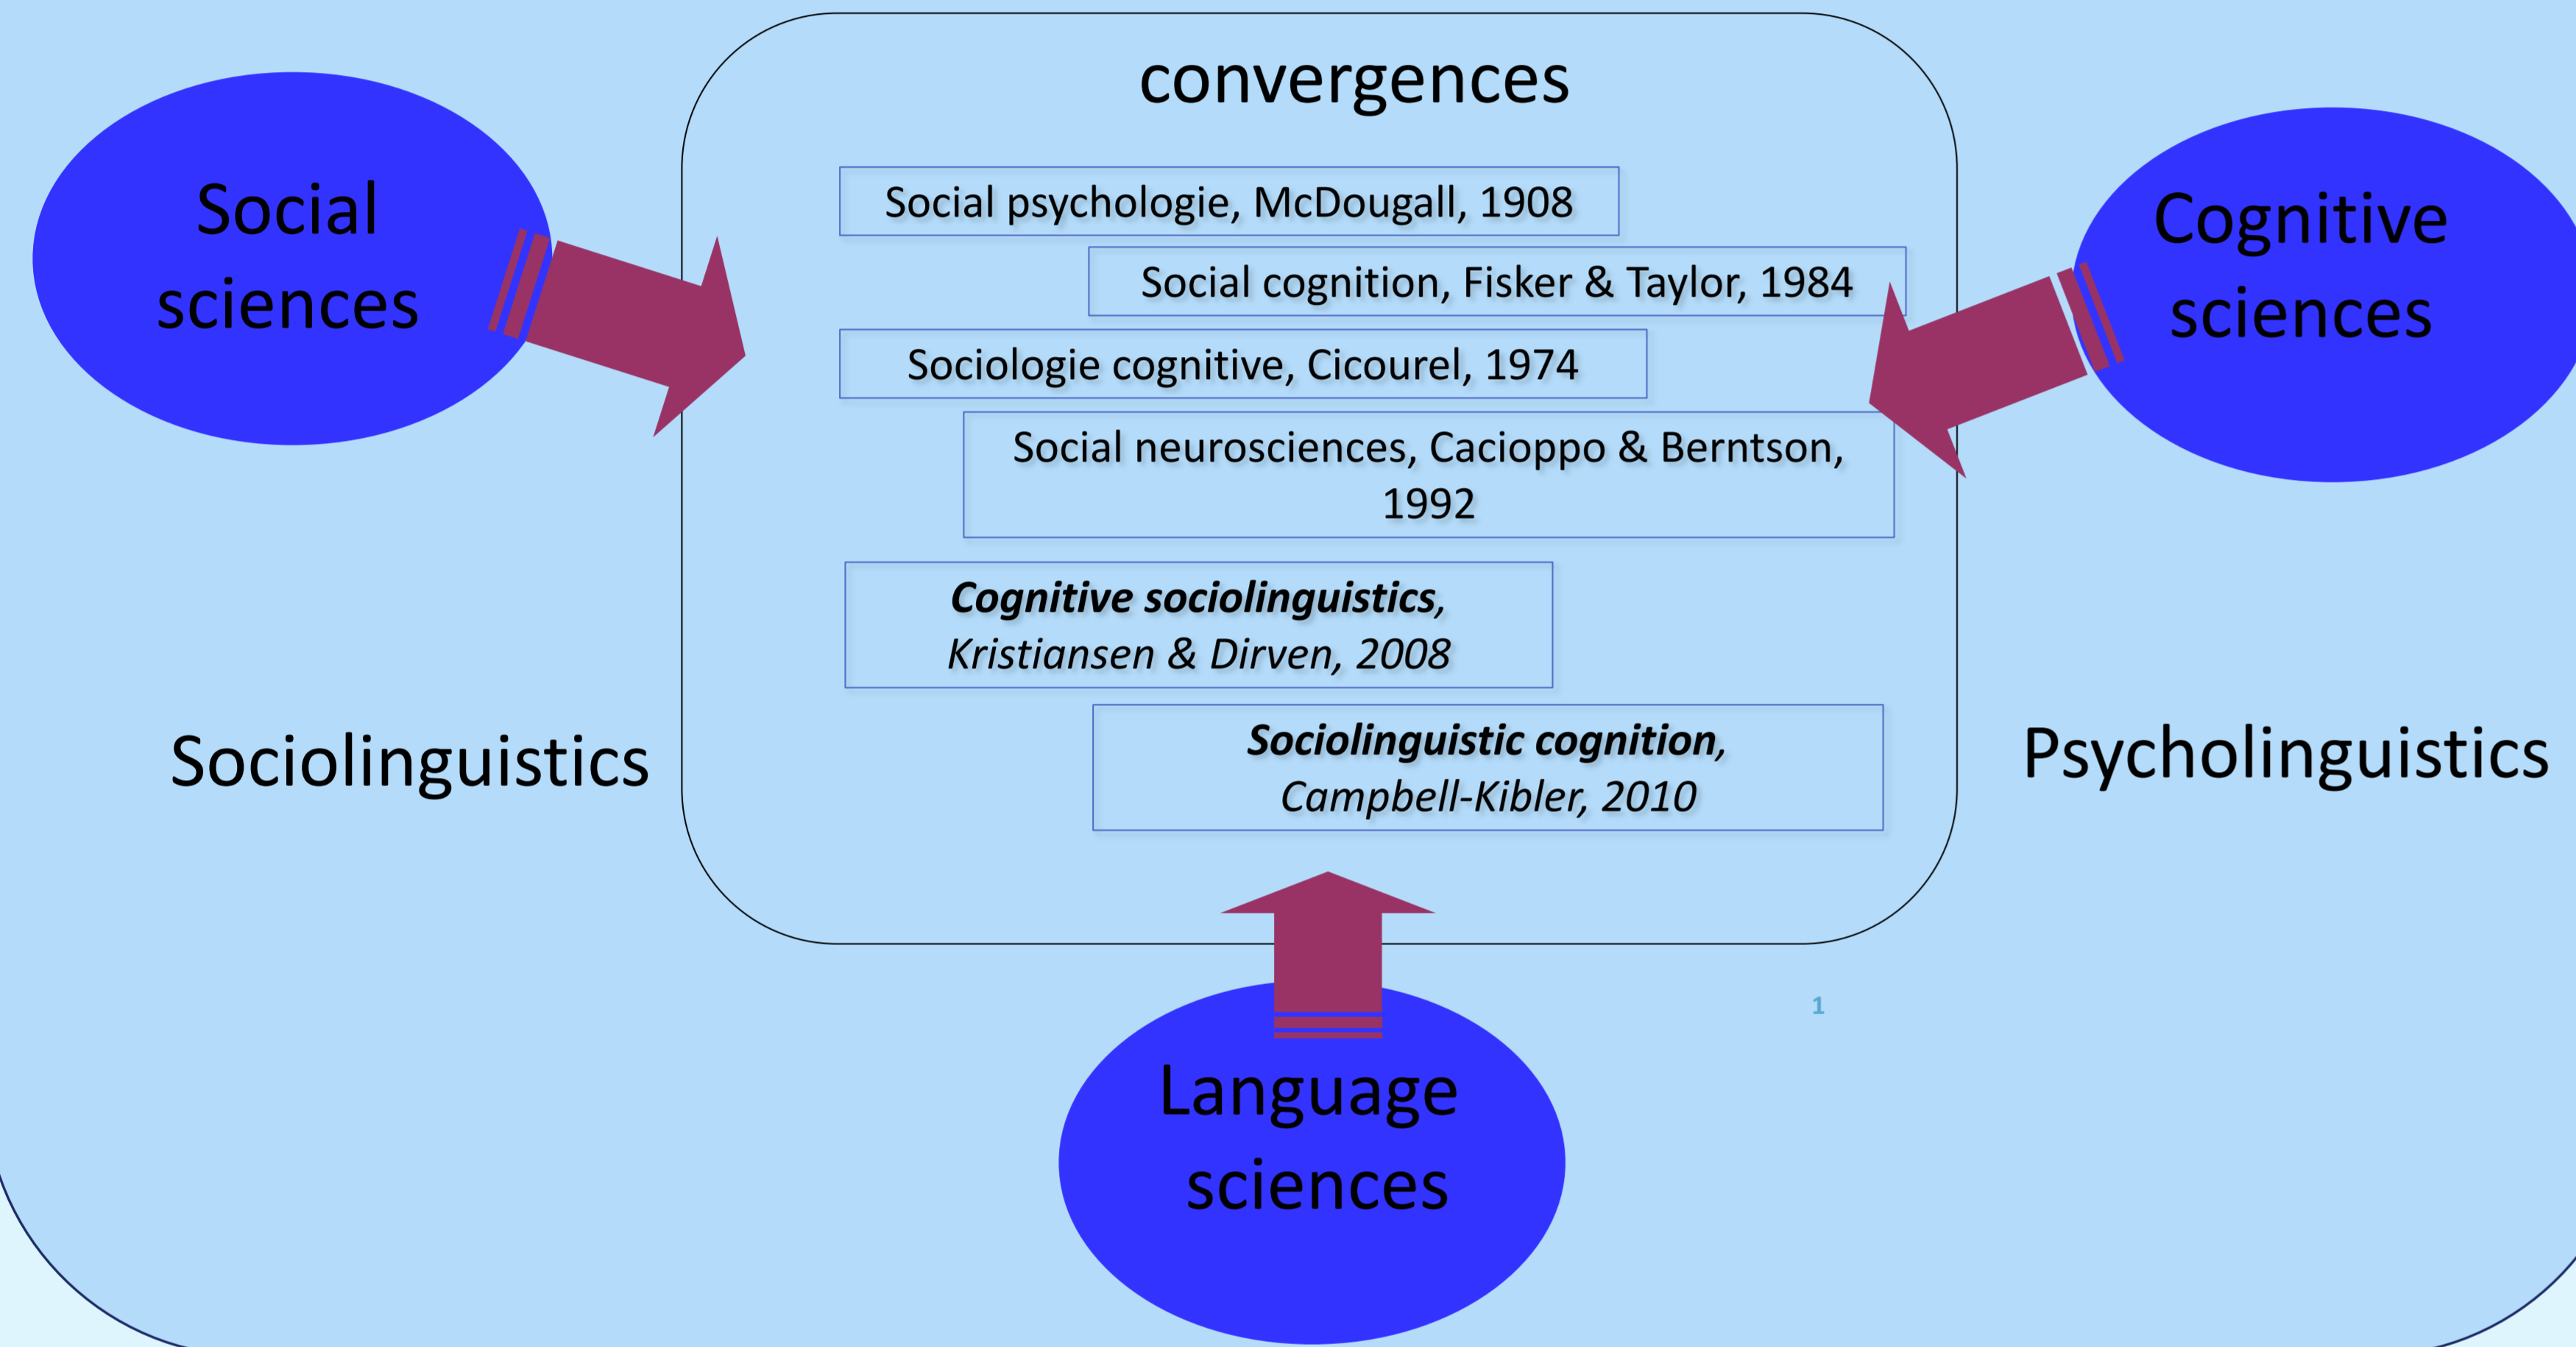 convergences
Social
sciences
Cognitive
sciences
Social psychologie, McDougall, 1908
Social cognition, Fisker & Taylor, 1984
Sociologie cognitive, Cicourel, 1974
Social neurosciences, Cacioppo & Berntson,
1992
Cognitive sociolinguistics,
Kristiansen & Dirven, 2008
Sociolinguistics
Sociolinguistic cognition,
Campbell-Kibler, 2010
Psycholinguistics
1
Language
sciences